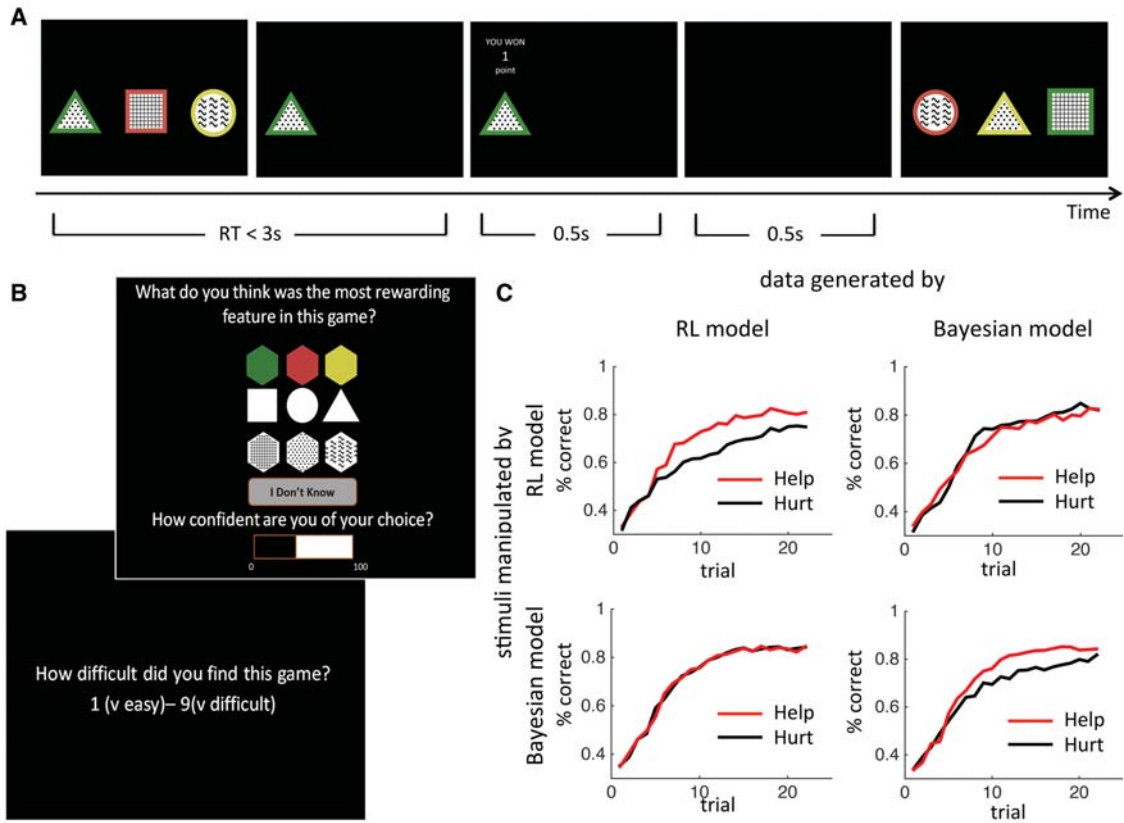 A
YOU WON
1
point
Time
RT < 3s
0.5s
0.5s
B
What do you think was the most rewarding
feature in this game?
I Don't Know
How confident are you of your choice?
0
100
How difficult did you find this game?
1 (v easy)– 9(v difficult)
C
data generated by
RL model
Bayesian model
stimuli manipulated by
RL model
% correct
1
0.8
0.6
0.4
Help
Hurt
0
10
20
trial
% correct
1
0.8
0.6
0.4
Help
Hurt
0
10
20
trial
Bayesian model
% correct
1
0.8
0.6
0.4
Help
Hurt
0
10
20
trial
% correct
1
0.8
0.6
0.4
Help
Hurt
0
10
20
trial